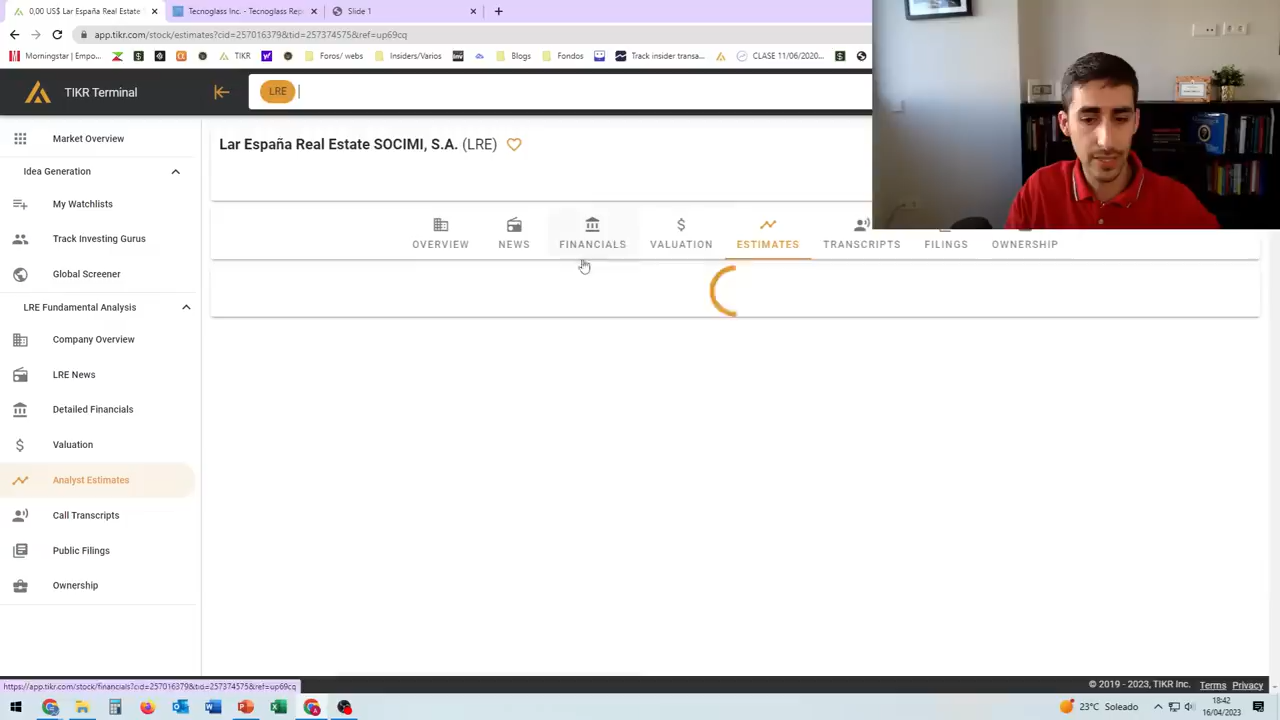 0,00 US$ Lar España Real Estate
Tecnoglass Inc. - Tecnoglass Rep
Slide 1
app.tikr.com/stock/estimates?cid=257016379&tid=257374575&ref=up69cq
Morningstar | Empo...
TIKR
Foros/ webs
Insiders/Varios
Blogs
Fondos
Track insider transa...
CLASE 11/06/2020...
TIKR Terminal
LRE
Market Overview
Idea Generation
My Watchlists
Track Investing Gurus
Global Screener
LRE Fundamental Analysis
Company Overview
LRE News
Detailed Financials
Valuation
Analyst Estimates
Call Transcripts
Public Filings
Ownership
Lar España Real Estate SOCIMI, S.A. (LRE)
OVERVIEW
NEWS
FINANCIALS
VALUATION
ESTIMATES
TRANSCRIPTS
FILINGS
OWNERSHIP
© 2019 - 2023, TIKR Inc.
Terms
Privacy
https://app.tikr.com/stock/financials?cid=257016379&tid=257374575&ref=up69cq
23°C Soleado
18:42
16/04/2023